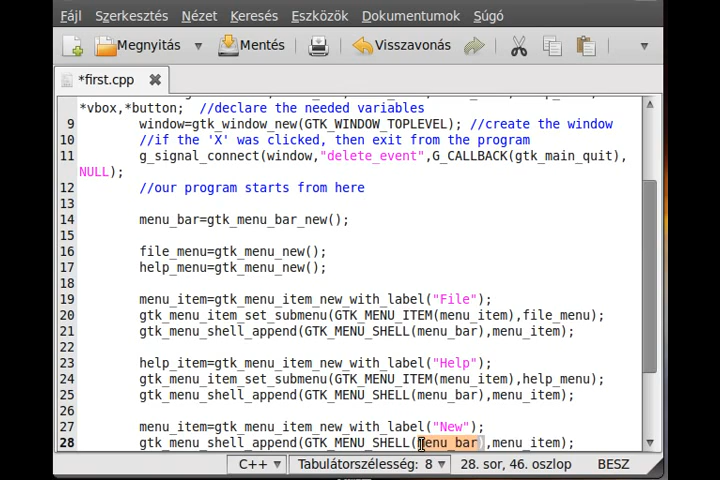 Fájl Szerkesztés Nézet Keresés Eszközök Dokumentumok Súgó
Megnyitás Mentés Visszavonás
*first.cpp
*vbox,*button; //declare the needed variables
9 window=gtk_window_new(GTK_WINDOW_TOPLEVEL); //create the window
10 //if the 'X' was clicked, then exit from the program
11 g_signal_connect(window,"delete_event",G_CALLBACK(gtk_main_quit),
NULL);
12 //our program starts from here
13
14 menu_bar=gtk_menu_bar_new();
15
16 file_menu=gtk_menu_new();
17 help_menu=gtk_menu_new();
18
19 menu_item=gtk_menu_item_new_with_label("File");
20 gtk_menu_item_set_submenu(GTK_MENU_ITEM(menu_item),file_menu);
21 gtk_menu_shell_append(GTK_MENU_SHELL(menu_bar),menu_item);
22
23 help_item=gtk_menu_item_new_with_label("Help");
24 gtk_menu_item_set_submenu(GTK_MENU_ITEM(menu_item),help_menu);
25 gtk_menu_shell_append(GTK_MENU_SHELL(menu_bar),menu_item);
26
27 menu_item=gtk_menu_item_new_with_label("New");
28 gtk_menu_shell_append(GTK_MENU_SHELL(menu_bar),menu_item);
C++ Tabulátorszélesség: 8 28. sor, 46. oszlop BESZ